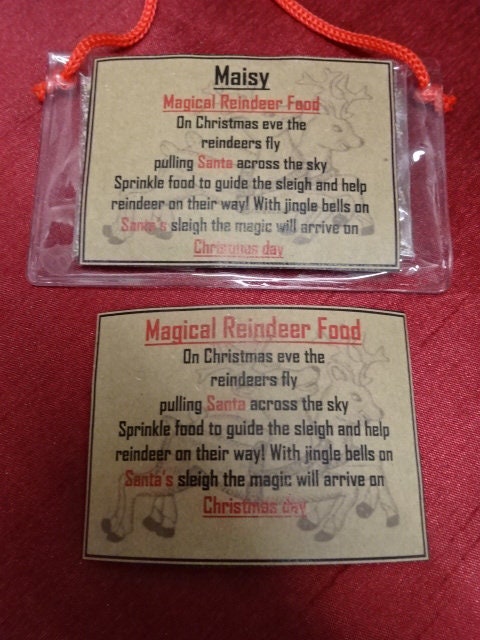 Maisy
Magical Reindeer Food
On Christmas eve the
reindeers fly
pulling Santa across the sky
Sprinkle food to guide the sleigh and help
reindeer on their way! With jingle bells on
Santa's sleigh the magic will arrive on
Christmas day
Magical Reindeer Food
On Christmas eve the
reindeers fly
pulling Santa across the sky
Sprinkle food to guide the sleigh and help
reindeer on their way! With jingle bells on
Santa's sleigh the magic will arrive on
Christmas day